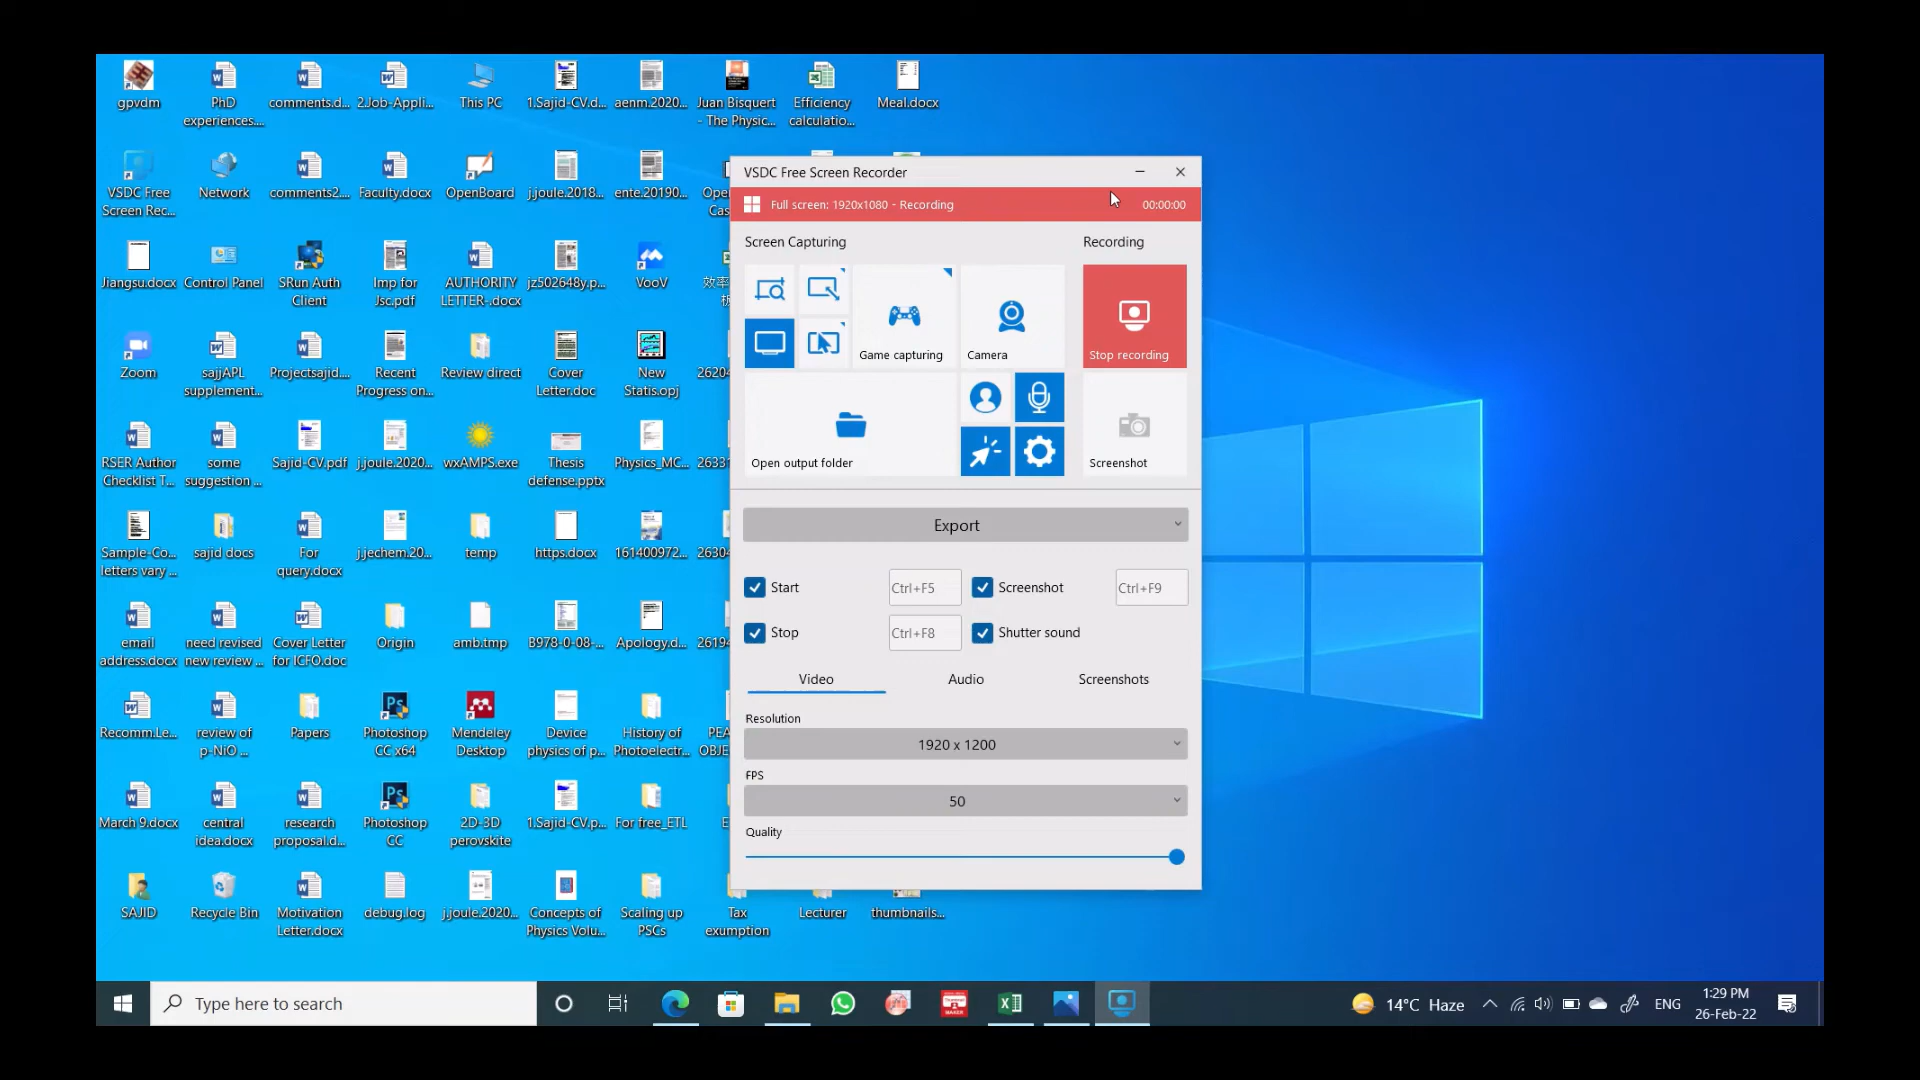 gpvdm
PhD experiences....
comments.d...
2.Job-Appli...
This PC
1.Sajid-CV.d...
aenm.2020...
Juan Bisquert - The Physic...
Efficiency calculatio...
Meal.docx
VSDC Free Screen Rec...
Network
comments2....
Faculty.docx
OpenBoard
j.joule.2018...
ente.20190...
Jiangsu.docx
Control Panel
SRun Auth Client
Imp for Jsc.pdf
AUTHORITY LETTER-.docx
jz502648y.p...
VooV
Zoom
sajjAPL supplement...
Projectsajid....
Recent Progress on...
Review direct
Cover Letter.doc
New Statis.opj
RSER Author Checklist T...
some suggestion ...
Sajid-CV.pdf
j.joule.2020...
wxAMPS.exe
Thesis defense.pptx
Physics_MC...
Sample-Co... letters vary ...
sajid docs
For query.docx
j.jechem.20...
temp
https.docx
161400972...
email address.docx
need revised new review ...
Cover Letter for ICFO.doc
Origin
amb.tmp
B978-0-08-...
Apology.d...
Recomm.Le...
review of p-NiO ...
Papers
Photoshop CC x64
Mendeley Desktop
Device physics of p...
History of Photoelectr...
March 9.docx
central idea.docx
research proposal.d...
Photoshop CC
2D-3D perovskite
1.Sajid-CV.p...
For free_ETL
SAJID
Recycle Bin
Motivation Letter.docx
debug.log
j.joule.2020...
Concepts of Physics Volu...
Scaling up PSCs
Tax exumption
Lecturer
thumbnails...
VSDC Free Screen Recorder
Full screen: 1920x1080 - Recording
00:00:00
Screen Capturing
Recording
Game capturing
Camera
Stop recording
Open output folder
Screenshot
Export
Start
Ctrl+F5
Screenshot
Ctrl+F9
Stop
Ctrl+F8
Shutter sound
Video
Audio
Screenshots
Resolution
1920 x 1200
FPS
50
Quality
Type here to search
14°C Haze
ENG
1:29 PM
26-Feb-22